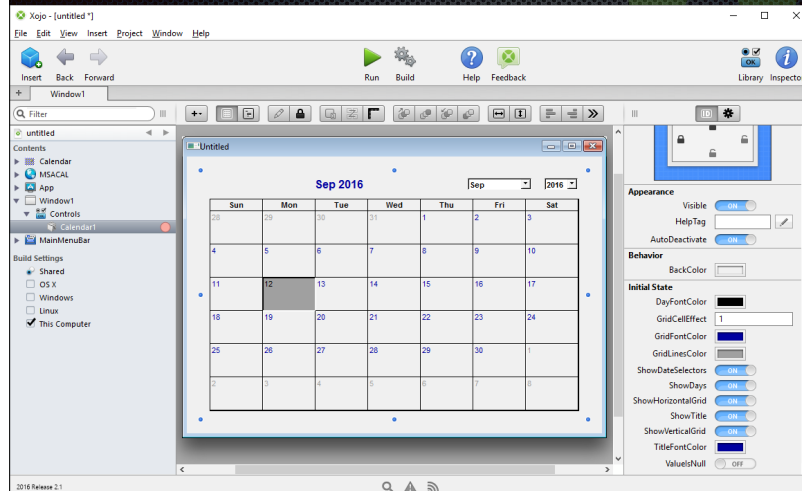 Xojo - [untitled *]
File Edit View Insert Project Window Help
Insert Back Forward Run Build Help Feedback Library Inspecto
Window1
Filter
untitled
Contents
Calendar
MSACAL
App
Window1
Controls
Calendar1
MainMenuBar
Build Settings
Shared
OS X
Windows
Linux
This Computer
Untitled
Sep 2016 Sep 2016
Sun Mon Tue Wed Thu Fri Sat
28 29 30 31 1 2 3
4 5 6 7 8 9 10
11 12 13 14 15 16 17
18 19 20 21 22 23 24
25 26 27 28 29 30 1
2 3 4 5 6 7 8
ID
Appearance
Visible ON
HelpTag
AutoDeactivate ON
Behavior
BackColor
Initial State
DayFontColor
GridCellEffect 1
GridFontColor
GridLinesColor
ShowDateSelectors ON
ShowDays ON
ShowHorizontalGrid ON
ShowTitle ON
ShowVerticalGrid ON
TitleFontColor
ValueIsNull OFF
2016 Release 2.1